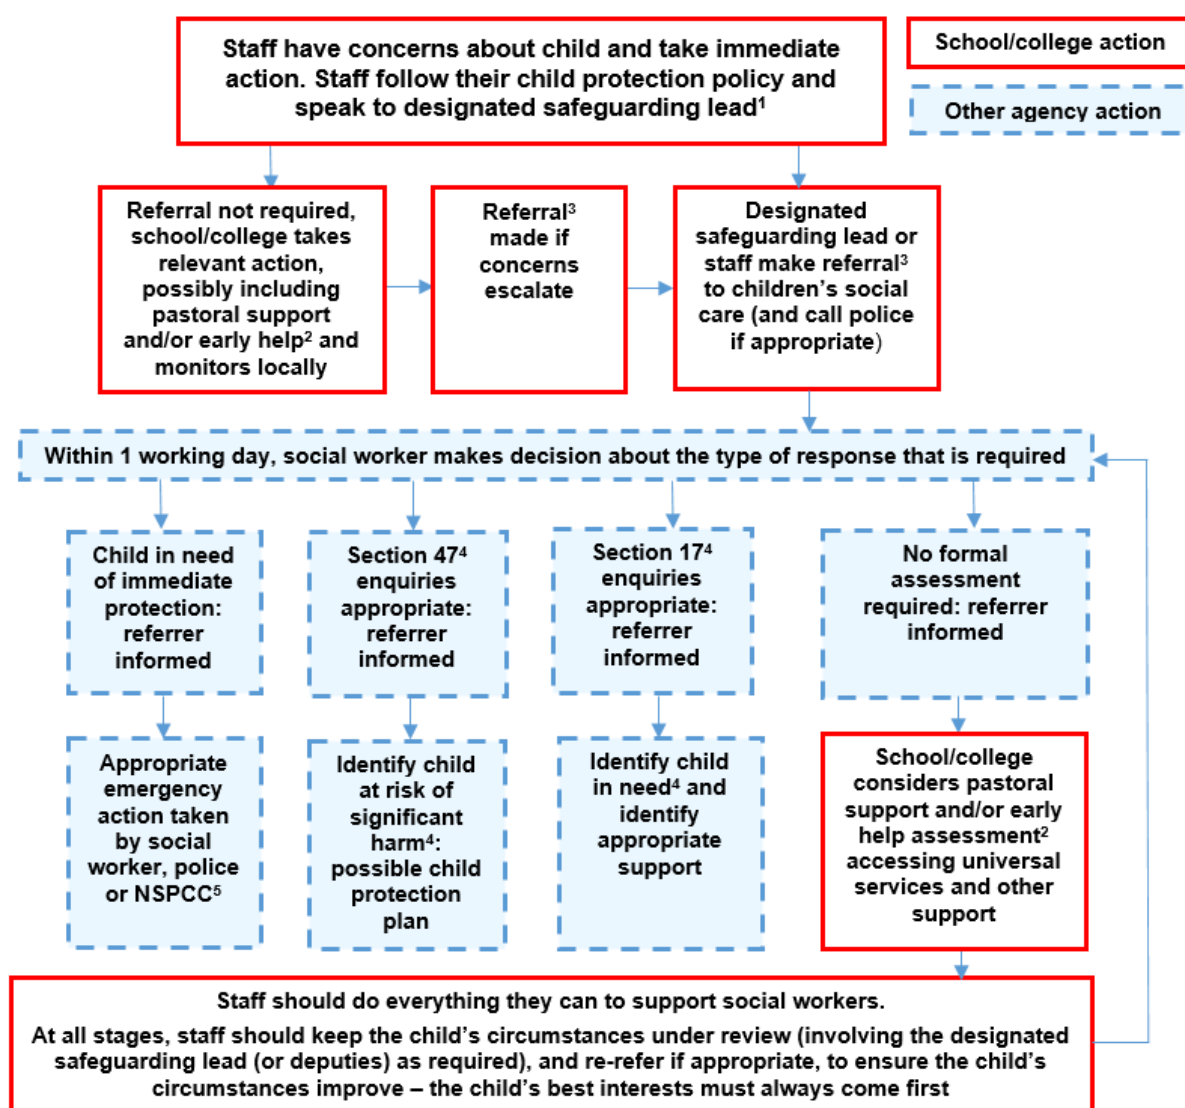 Staff have concerns about child and take immediate
action. Staff follow their child protection policy and
speak to designated safeguarding lead¹
School/college action
Other agency action
Referral not required,
school/college takes
relevant action,
possibly including
pastoral support
and/or early help² and
monitors locally
Referral³
made if
concerns
escalate
Designated
safeguarding lead or
staff make referral³
to children’s social
care (and call police
if appropriate)
Within 1 working day, social worker makes decision about the type of response that is required
Child in need
of immediate
protection:
referrer
informed
Section 47⁴
enquiries
appropriate:
referrer
informed
Section 17⁴
enquiries
appropriate:
referrer
informed
No formal
assessment
required: referrer
informed
Appropriate
emergency
action taken
by social
worker, police
or NSPCC⁵
Identify child
at risk of
significant
harm⁴:
possible child
protection
plan
Identify child
in need⁴ and
identify
appropriate
support
School/college
considers pastoral
support and/or early
help assessment²
accessing universal
services and other
support
Staff should do everything they can to support social workers.
At all stages, staff should keep the child’s circumstances under review (involving the designated
safeguarding lead (or deputies) as required), and re-refer if appropriate, to ensure the child’s
circumstances improve – the child’s best interests must always come first